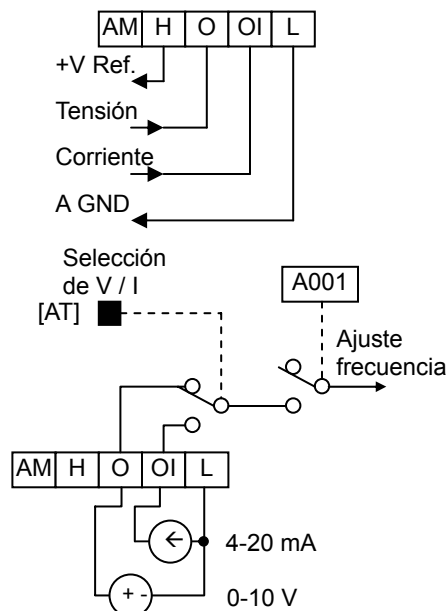 AM H O OI L
+V Ref.
Tensión
Corriente
A GND
Selección
de V / I
[AT]
A001
Ajuste
frecuencia
AM H O OI L
4-20 mA
+ -
0-10 V